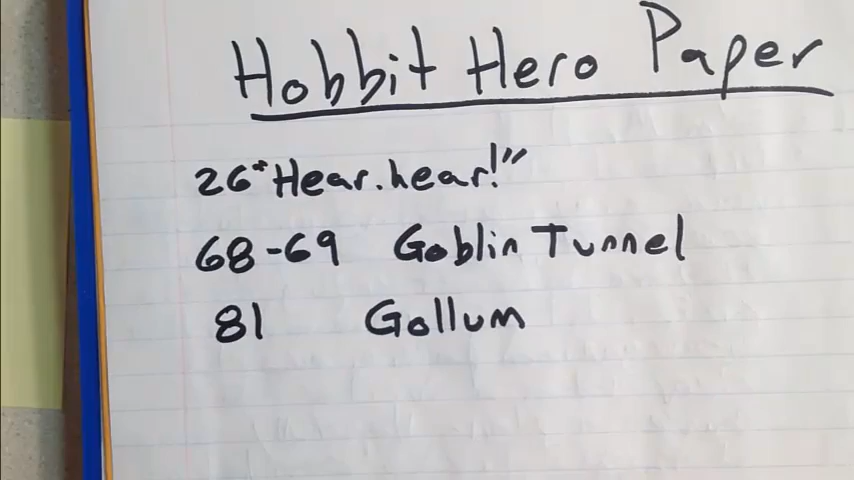 Hobbit Hero Paper
26 "Hear. hear!"
68-69 Goblin Tunnel
81 Gollum